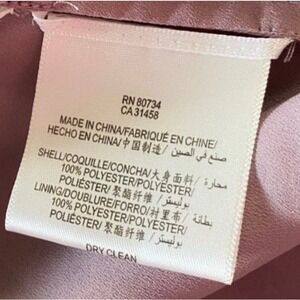 RN 80734
CA 31458
MADE IN CHINA/FABRIQUÉ EN CHINE/
HECHO EN CHINA/中国制造/ صنع في الصين
SHELL/COQUILLE/CONCHA/大身面料/ محارة/
100% POLYESTER/POLYESTER/
POLIÉSTER/聚酯纤维/ بوليستر/
LINING/DOUBLURE/FORRO/衬里布/ بطانة/
100% POLYESTER/POLYESTER/
POLIÉSTER/聚酯纤维/ بوليستر
DRY CLEAN